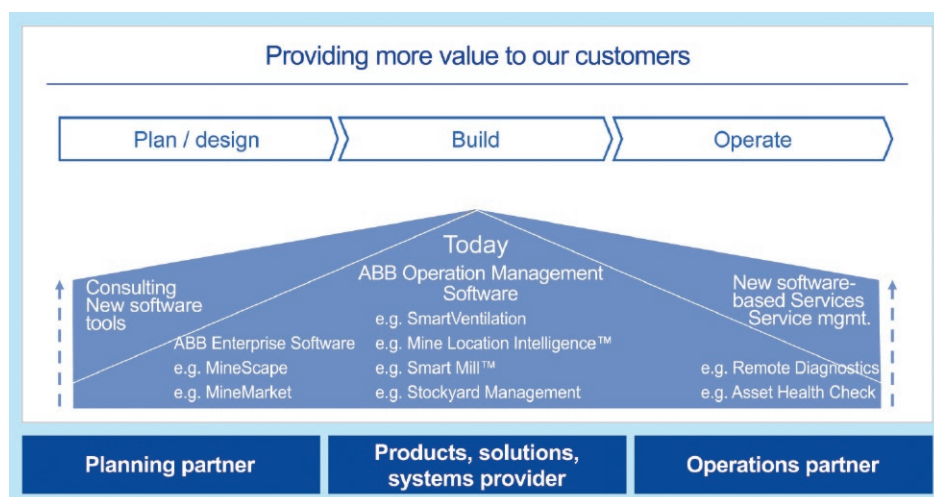 Providing more value to our customers
Plan / design
Build
Operate
Today
ABB Operation Management
Software
e.g. SmartVentilation
e.g. Mine Location Intelligence™
e.g. Smart Mill™
e.g. Stockyard Management
Consulting
New software
tools
ABB Enterprise Software
e.g. MineScape
e.g. MineMarket
New software-
based Services
Service mgmt.
e.g. Remote Diagnostics
e.g. Asset Health Check
Planning partner
Products, solutions,
systems provider
Operations partner